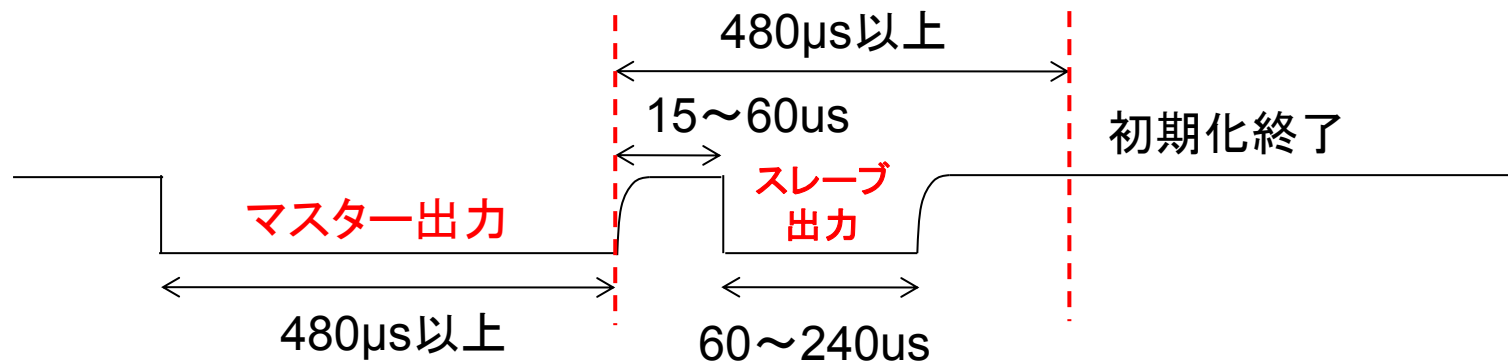 480μs以上
15～60us
初期化終了
スレーブ
出力
マスター出力
480μs以上
60～240us